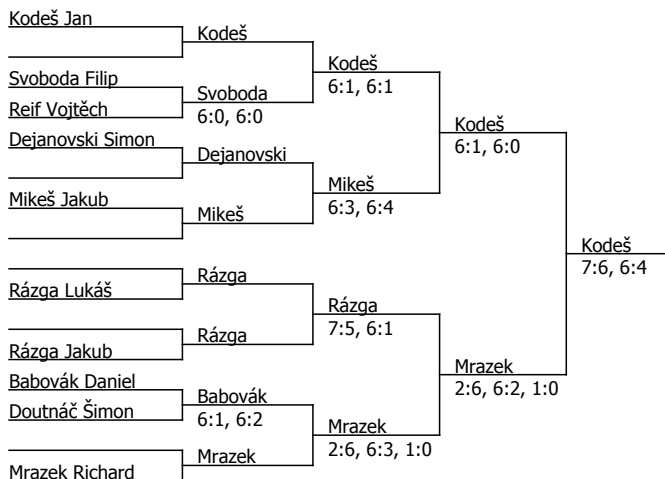 Kodeš Jan
Svoboda Filip
Reif Vojtěch
Dejanovski Simon
Mikeš Jakub
Rázga Lukáš
Rázga Jakub
Babovák Daniel
Doutnáč Šimon
Mrazek Richard
Kodeš
Svoboda
6:0, 6:0
Dejanovski
Mikeš
Rázga
Rázga
Babovák
6:1, 6:2
Mrazek
Kodeš
6:1, 6:1
Mikeš
6:3, 6:4
Rázga
7:5, 6:1
Mrazek
2:6, 6:3, 1:0
Kodeš
6:1, 6:0
Mrazek
2:6, 6:2, 1:0
Kodeš
7:6, 6:4